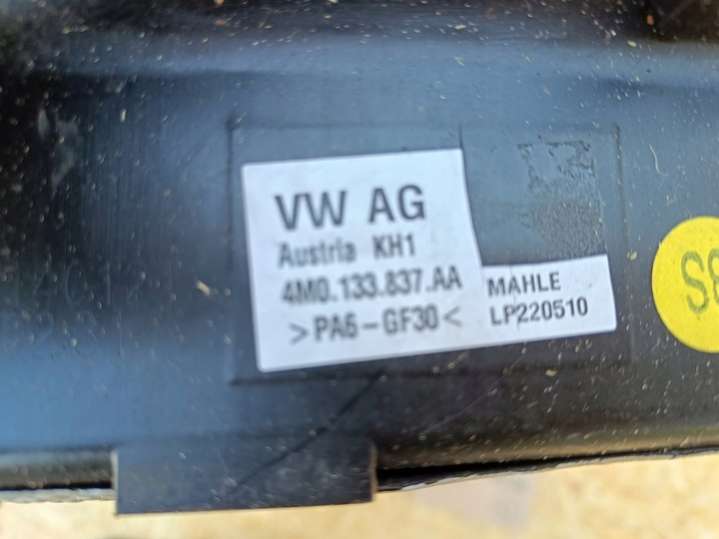 VW AG
Austria KH1
4M0.133.837.AA
>PA6-GF30<
MAHLE
LP220510